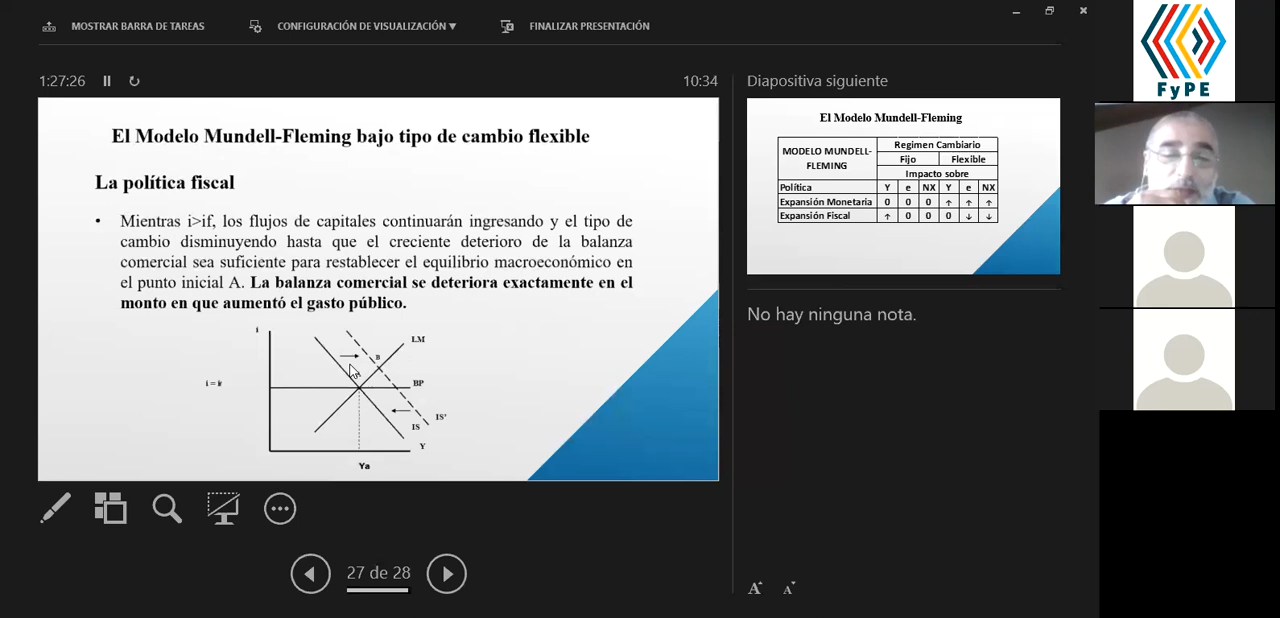 MOSTRAR BARRA DE TAREAS
CONFIGURACIÓN DE VISUALIZACIÓN ▼
FINALIZAR PRESENTACIÓN
1:27:26
10:34
El Modelo Mundell-Fleming bajo tipo de cambio flexible
La política fiscal
• Mientras i>if, los flujos de capitales continuarán ingresando y el tipo de
cambio disminuyendo hasta que el creciente deterioro de la balanza
comercial sea suficiente para restablecer el equilibrio macroeconómico en
el punto inicial A. La balanza comercial se deteriora exactamente en el
monto en que aumentó el gasto público.
i
LM
B
i = if
BP
IS'
IS
Y
Ya
27 de 28
Diapositiva siguiente
El Modelo Mundell-Fleming
MODELO MUNDELL-
FLEMING
Regimen Cambiario
Fijo Flexible
Impacto sobre
Política Y e NX Y e NX
Expansión Monetaria 0 0 0 ↑ ↑ ↑
Expansión Fiscal ↑ 0 0 0 ↓ ↓
No hay ninguna nota.
A A
FyPE